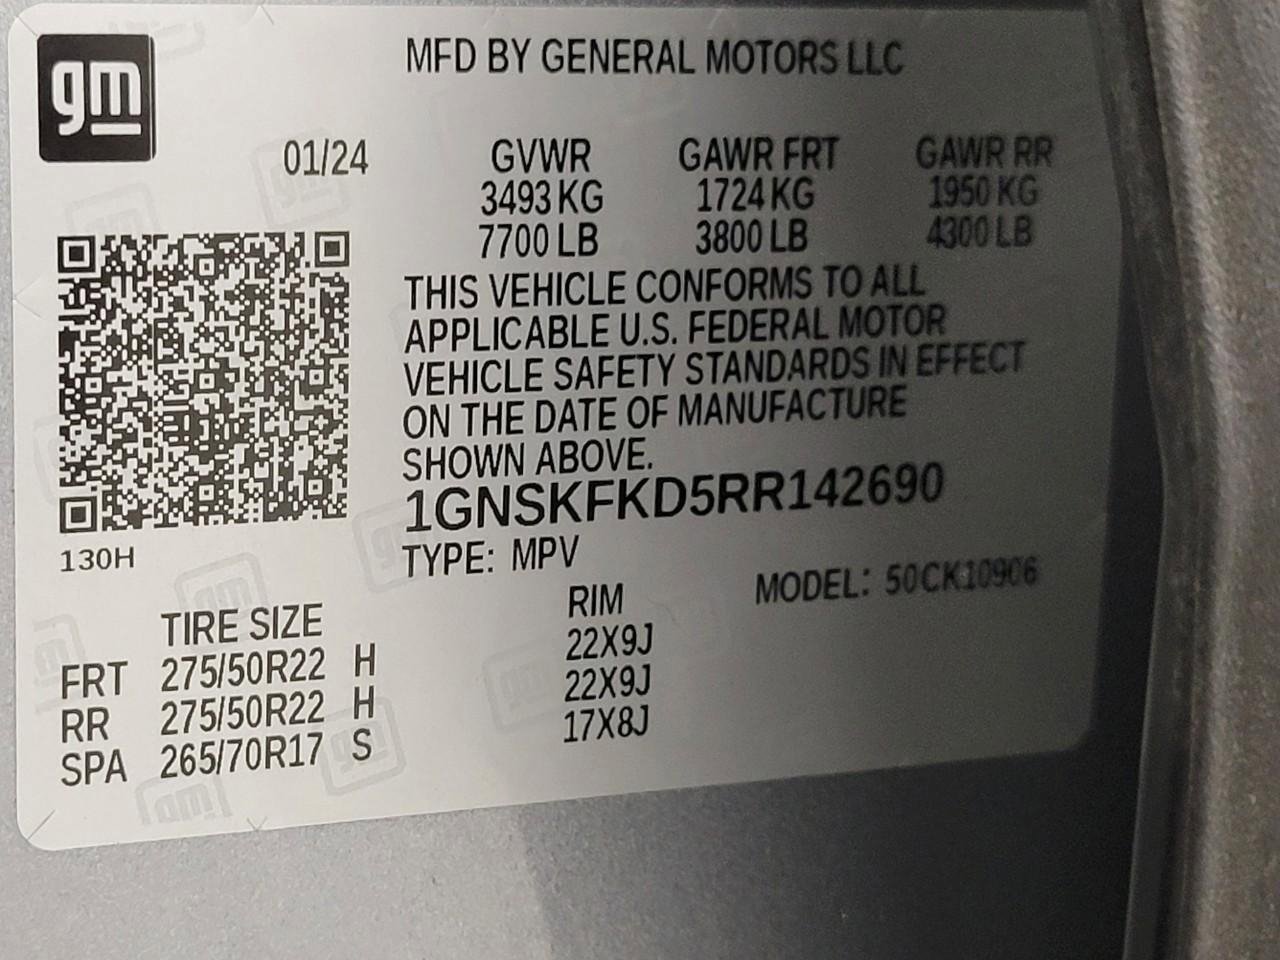 gm
MFD BY GENERAL MOTORS LLC
01/24 GVWR GAWR FRT GAWR RR
3493 KG 1724 KG 1950 KG
7700 LB 3800 LB 4300 LB
THIS VEHICLE CONFORMS TO ALL
APPLICABLE U.S. FEDERAL MOTOR
VEHICLE SAFETY STANDARDS IN EFFECT
ON THE DATE OF MANUFACTURE
SHOWN ABOVE.
1GNSKFKD5RR142690
130H
TYPE: MPV MODEL: 50CK10906
TIRE SIZE RIM
FRT 275/50R22 H 22X9J
RR 275/50R22 H 22X9J
SPA 265/70R17 S 17X8J